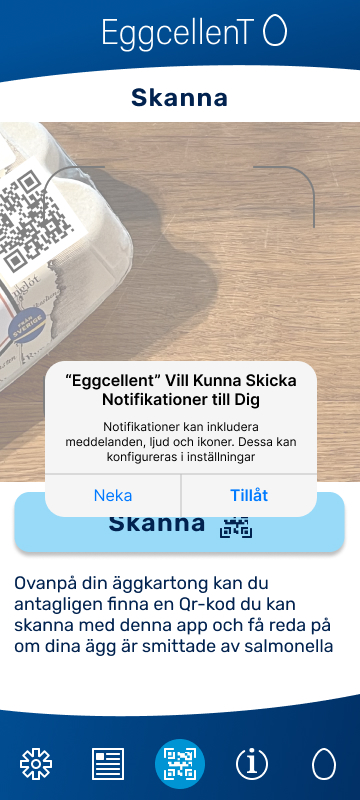 EggcellenT
Skanna
FRÅN
SVERIGE
“Eggcellent” Vill Kunna Skicka
Notifikationer till Dig
Notifikationer kan inkludera
meddelanden, ljud och ikoner. Dessa kan
konfigureras i inställningar
Neka
Tillåt
Skanna
Ovanpå din äggkartong kan du
antagligen finna en Qr-kod du kan
skanna med denna app och få reda på
om dina ägg är smittade av salmonella